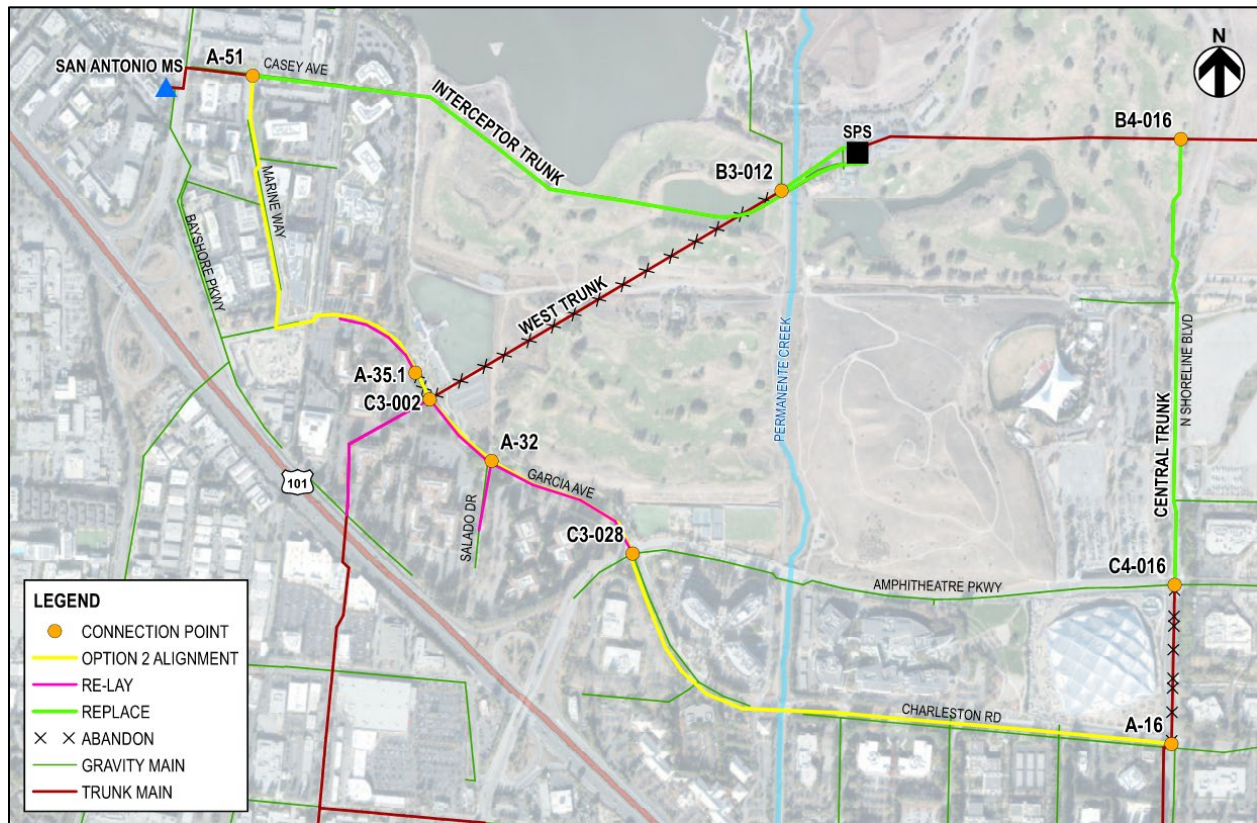 N
A-51
CASEY AVE
SAN ANTONIO MS
INTERCEPTOR TRUNK
SPS
B4-016
B3-012
MARINE WAY
BAYSHORE PKWY
WEST TRUNK
PERMANENTE CREEK
N SHORELINE BLVD
CENTRAL TRUNK
A-35.1
C3-002
A-32
GARCIA AVE
101
SALADO DR
C3-028
C4-016
AMPHITHEATRE PKWY
CHARLESTON RD
A-16
LEGEND
CONNECTION POINT
OPTION 2 ALIGNMENT
RE-LAY
REPLACE
ABANDON
GRAVITY MAIN
TRUNK MAIN